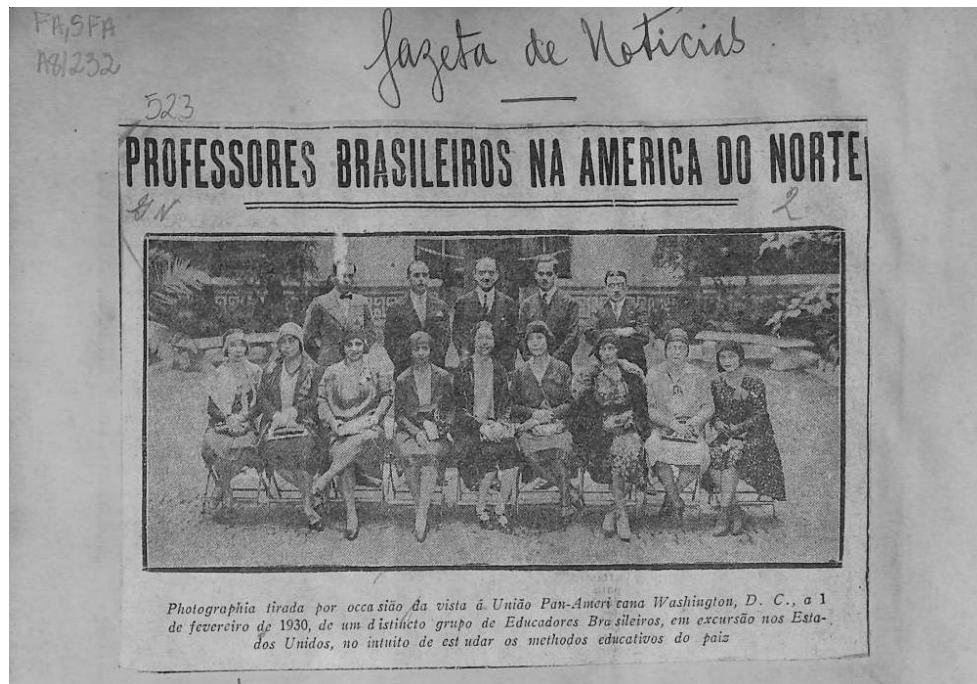 FA,SFA
A81232
Gazeta de Noticias
523
PROFESSORES BRASILEIROS NA AMERICA DO NORTE
GN
2
Photographia tirada por occasião da vista á União Pan-Americana Washington, D. C., a 1
de fevereiro de 1930, de um distincto grupo de Educadores Brasileiros, em excursão nos Esta-
dos Unidos, no intuito de estudar os methodos educativos do paiz